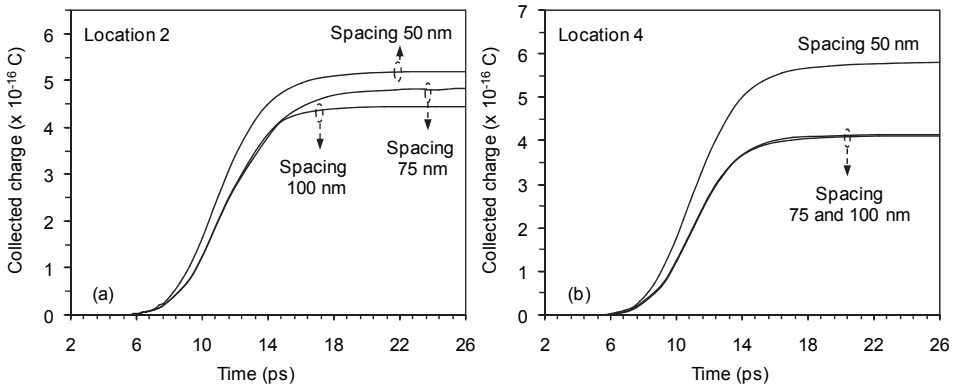 Location 2
Spacing 50 nm
Spacing
100 nm
Spacing
75 nm
(a)
Collected charge (x 10⁻¹⁶ C)
6
5
4
3
2
1
0
2 6 10 14 18 22 26
Time (ps)
Location 4
Spacing 50 nm
Spacing
75 and 100 nm
(b)
Collected charge (x 10⁻¹⁶ C)
7
6
5
4
3
2
1
0
2 6 10 14 18 22 26
Time (ps)